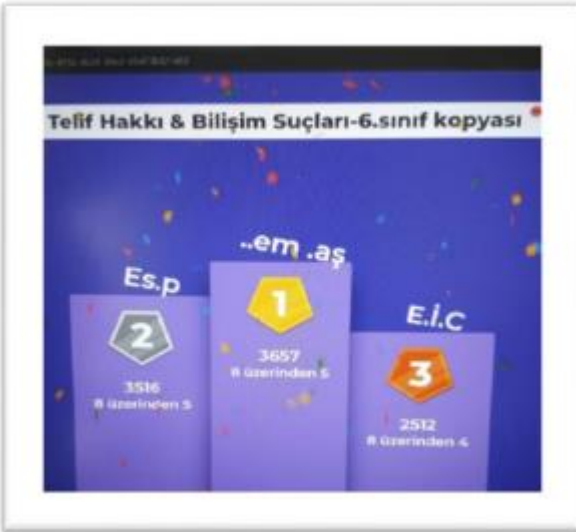 Telif Hakkı & Bilişim Suçları-6.sınıf kopyası
..em .aş
1
3657
8 üzerinden 5
Es.p
2
3516
8 üzerinden 5
E.İ.C
3
2512
8 üzerinden 4